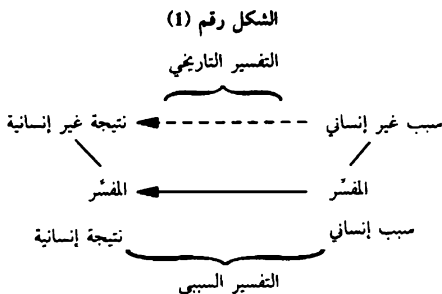 الشكل رقم (1)
التفسير التاريخي
سبب غير إنساني نتيجة غير إنسانية
المفسِّر المفسَّر
سبب إنساني نتيجة إنسانية
التفسير السببي